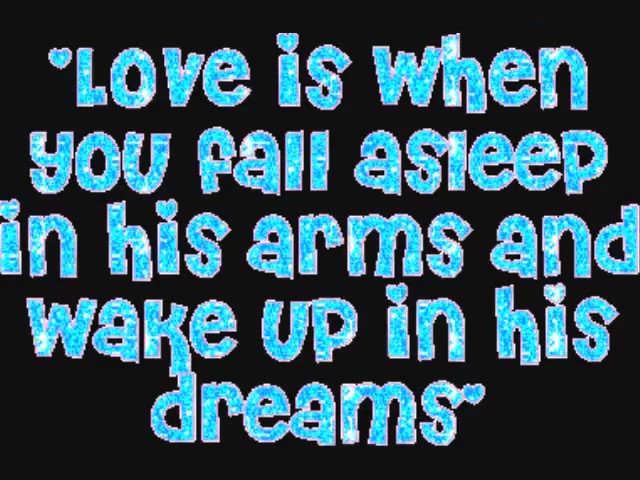 "Love is when
you fall asleep
in his arms and
wake up in his
dreams"